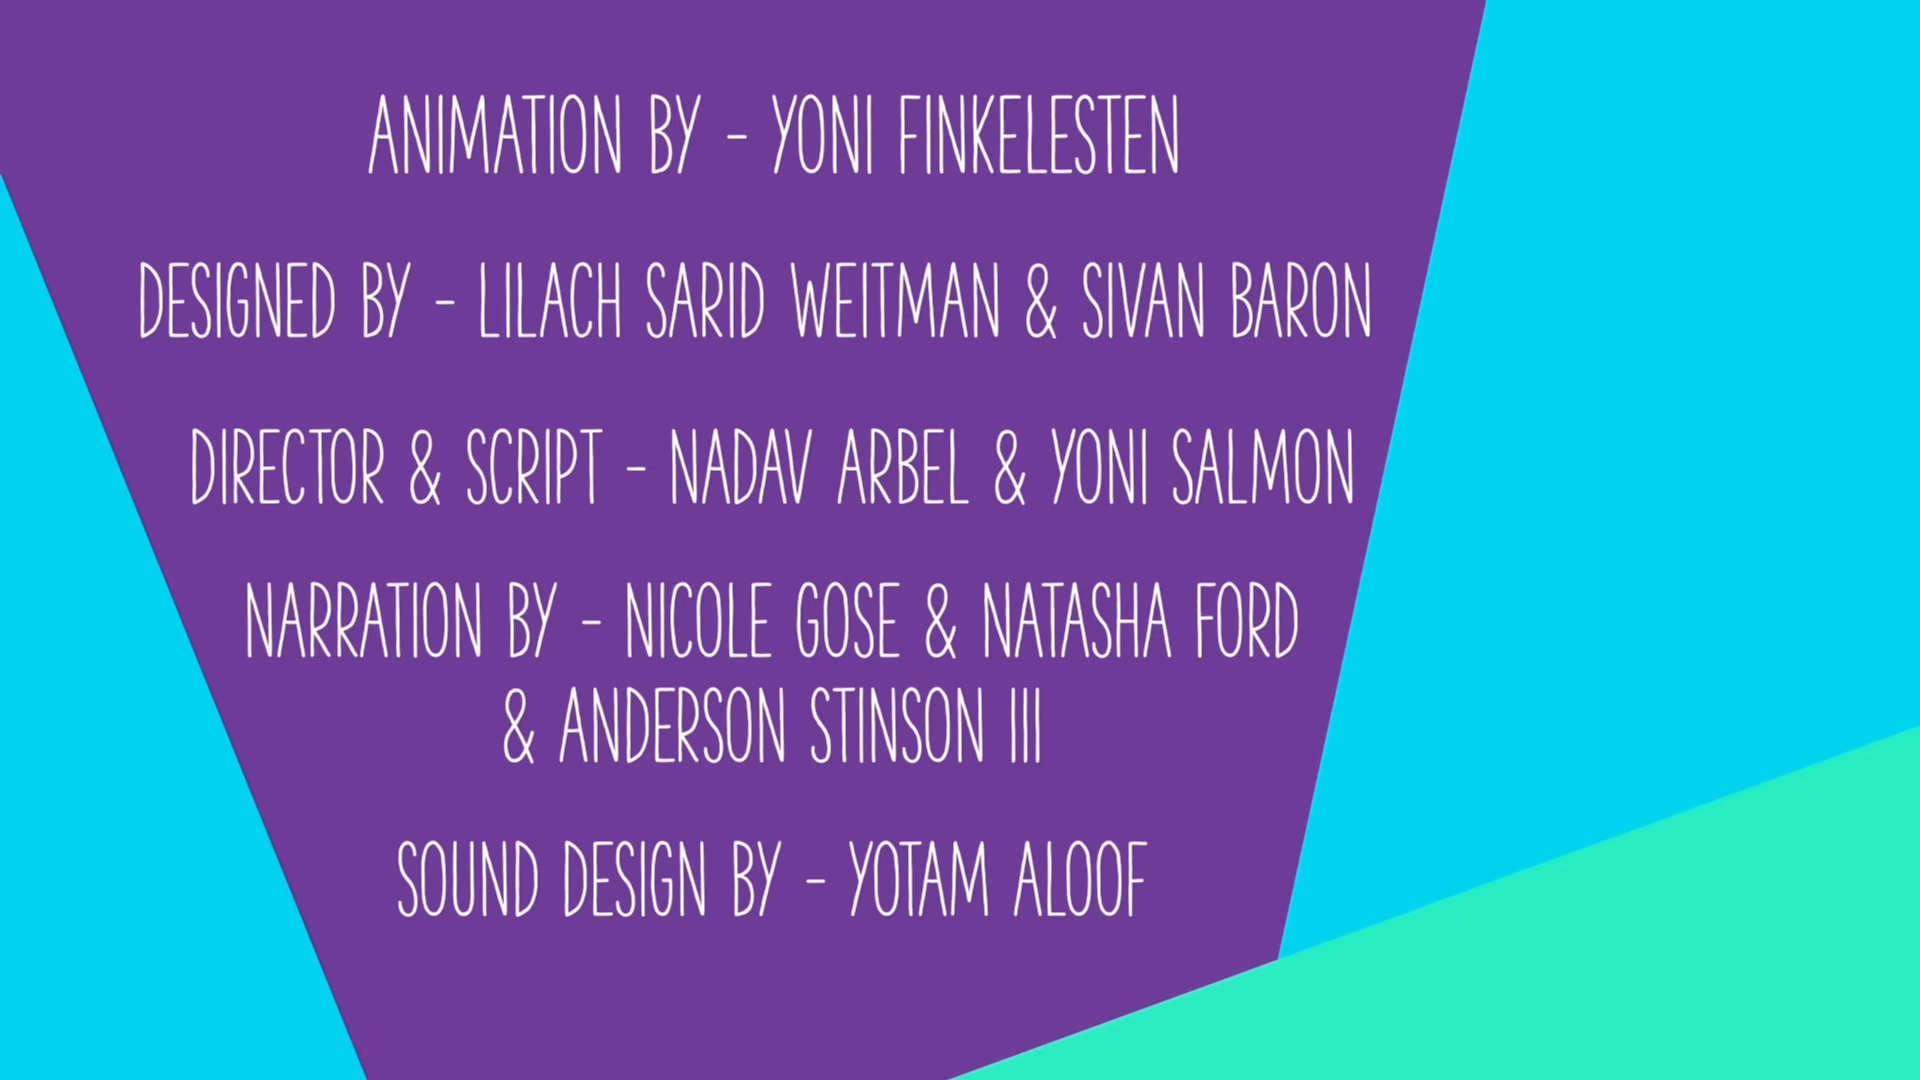 ANIMATION BY - YONI FINKELESTEN
DESIGNED BY - LILACH SARID WEITMAN & SIVAN BARON
DIRECTOR & SCRIPT - NADAV ARBEL & YONI SALMON
NARRATION BY - NICOLE GOSE & NATASHA FORD
& ANDERSON STINSON III
SOUND DESIGN BY - YOTAM ALOOF